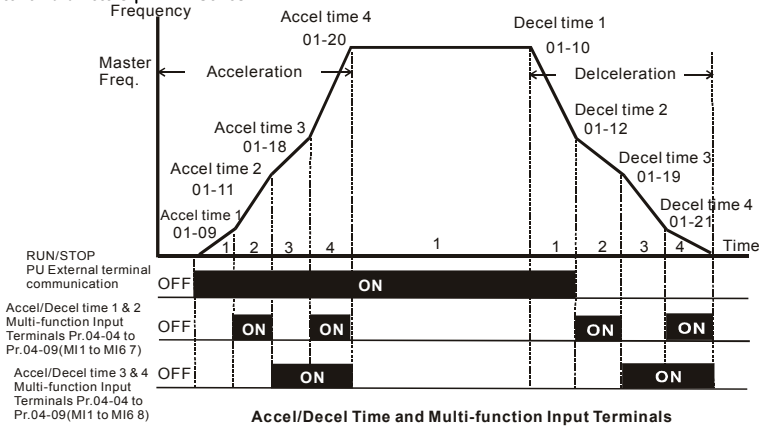 Frequency
Accel time 4
01-20
Decel time 1
01-10
Master
Freq.
Acceleration
Delceleration
Accel time 3
01-18
Decel time 2
01-12
Accel time 2
01-11
Decel time 3
01-19
Accel time 1
01-09
Decel time 4
01-21
1 2 3 4 1 1 2 3 4 Time
RUN/STOP
PU External terminal
communication
OFF ON
Accel/Decel time 1 & 2
Multi-function Input
Terminals Pr.04-04 to
Pr.04-09(MI1 to MI6 7)
OFF ON ON ON ON
Accel/Decel time 3 & 4
Multi-function Input
Terminals Pr.04-04 to
Pr.04-09(MI1 to MI6 8)
OFF ON ON
Accel/Decel Time and Multi-function Input Terminals